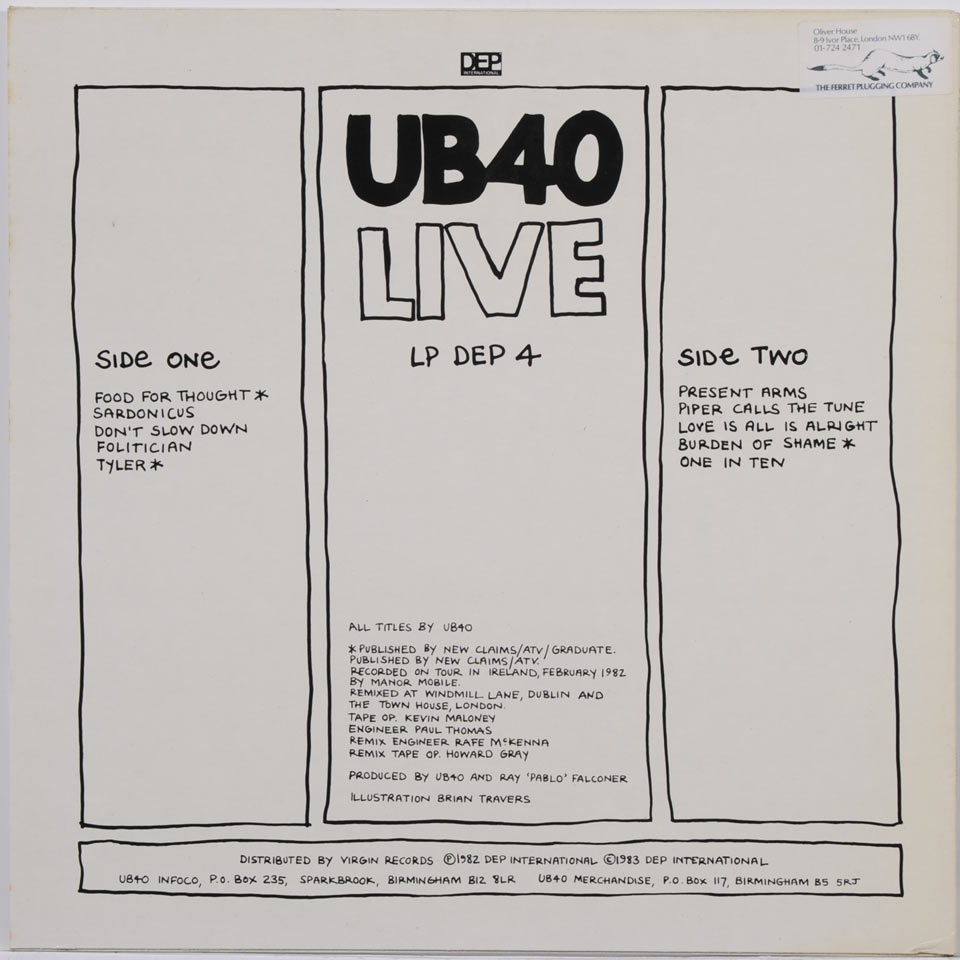 DEP
INTERNATIONAL
Oliver House
8-9 Ivor Place, London NW1 6BY.
01-724 2471
THE FERRET PLUGGING COMPANY
UB40
LIVE
LP DEP 4
SIDE ONE
FOOD FOR THOUGHT *
SARDONICUS
DON'T SLOW DOWN
FOLITICIAN
TYLER *
SIDE TWO
PRESENT ARMS
PIPER CALLS THE TUNE
LOVE IS ALL IS ALRIGHT
BURDEN OF SHAME *
ONE IN TEN
ALL TITLES BY UB40
* PUBLISHED BY NEW CLAIMS/ATV/GRADUATE.
PUBLISHED BY NEW CLAIMS/ATV.
RECORDED ON TOUR IN IRELAND, FEBRUARY 1982
BY MANOR MOBILE.
REMIXED AT WINDMILL LANE, DUBLIN AND
THE TOWN HOUSE, LONDON.
TAPE OP. KEVIN MALONEY
ENGINEER PAUL THOMAS
REMIX ENGINEER RAFE McKENNA
REMIX TAPE OP. HOWARD GRAY
PRODUCED BY UB40 AND RAY 'PABLO' FALCONER
ILLUSTRATION BRIAN TRAVERS
DISTRIBUTED BY VIRGIN RECORDS ℗1982 DEP INTERNATIONAL ©1983 DEP INTERNATIONAL
UB40 INFOCO, P.O. BOX 235, SPARKBROOK, BIRMINGHAM B12 8LR UB40 MERCHANDISE, P.O. BOX 117, BIRMINGHAM B5 5RJ